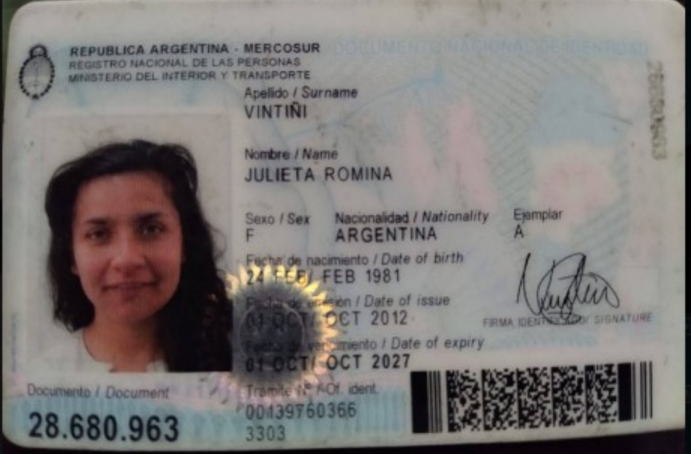 REPUBLICA ARGENTINA - MERCOSUR
REGISTRO NACIONAL DE LAS PERSONAS
MINISTERIO DEL INTERIOR Y TRANSPORTE
DOCUMENTO NACIONAL DE IDENTIDAD
Apellido / Surname
VINTIÑI
Nombre / Name
JULIETA ROMINA
Sexo / Sex Nacionalidad / Nationality Ejemplar
F ARGENTINA A
Fecha de nacimiento / Date of birth
24 FEB/ FEB 1981
Fecha de emisión / Date of issue
01 OCT/ OCT 2012
FIRMA SIGNATURE
Fecha de vencimiento / Date of expiry
01 OCT/ OCT 2027
Documento / Document
28.680.963
Tramite Nº / Of. ident.
00139760366
3303